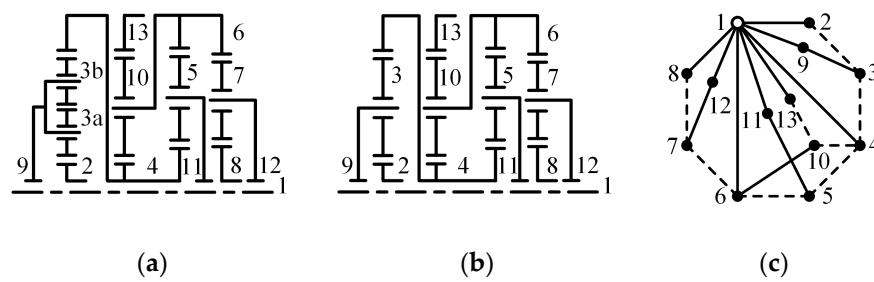 13 6 3b 10 7 5 3a 9 2 4 11 8 12 1
13 6 3 10 7 5 9 2 4 11 8 12 1
1 2 9 8 3 12 11 13 7 10 4 6 5
(a) (b) (c)